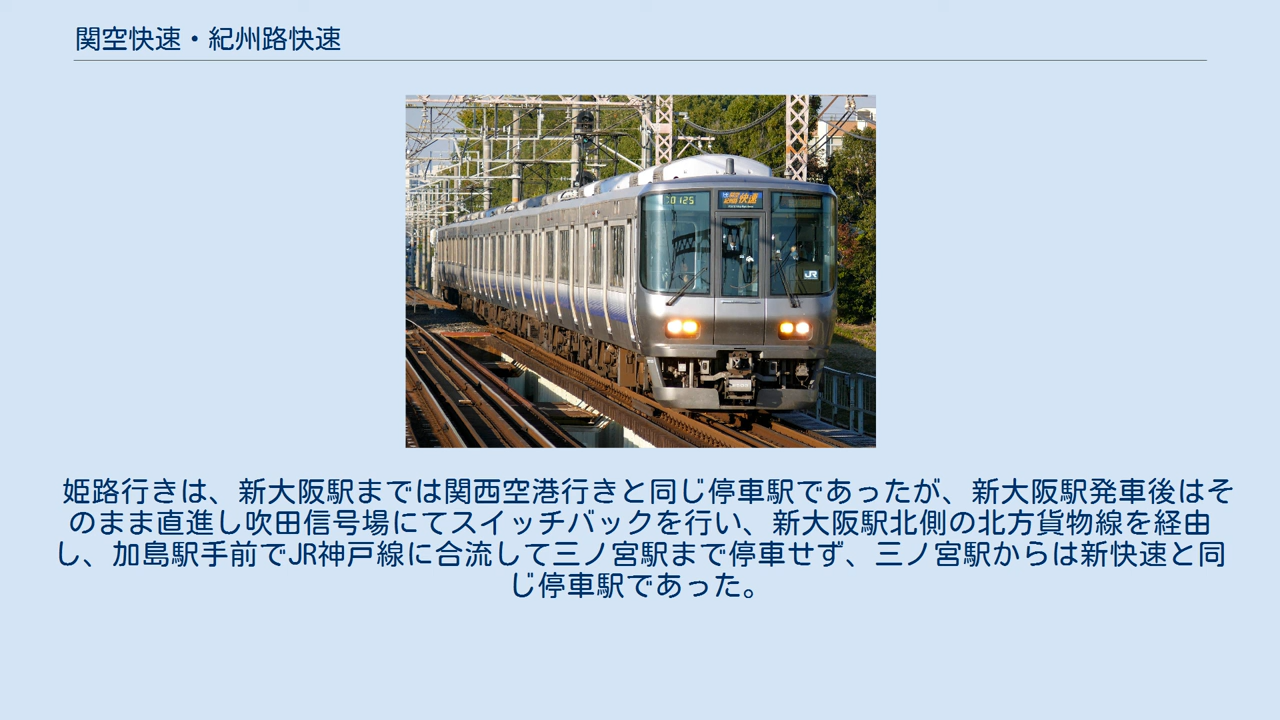 関空快速・紀州路快速
0125
快速
JR
姫路行きは、新大阪駅までは関西空港行きと同じ停車駅であったが、新大阪駅発車後はそ
のまま直進し吹田信号場にてスイッチバックを行い、新大阪駅北側の北方貨物線を経由
し、加島駅手前でJR神戸線に合流して三ノ宮駅まで停車せず、三ノ宮駅からは新快速と同
じ停車駅であった。